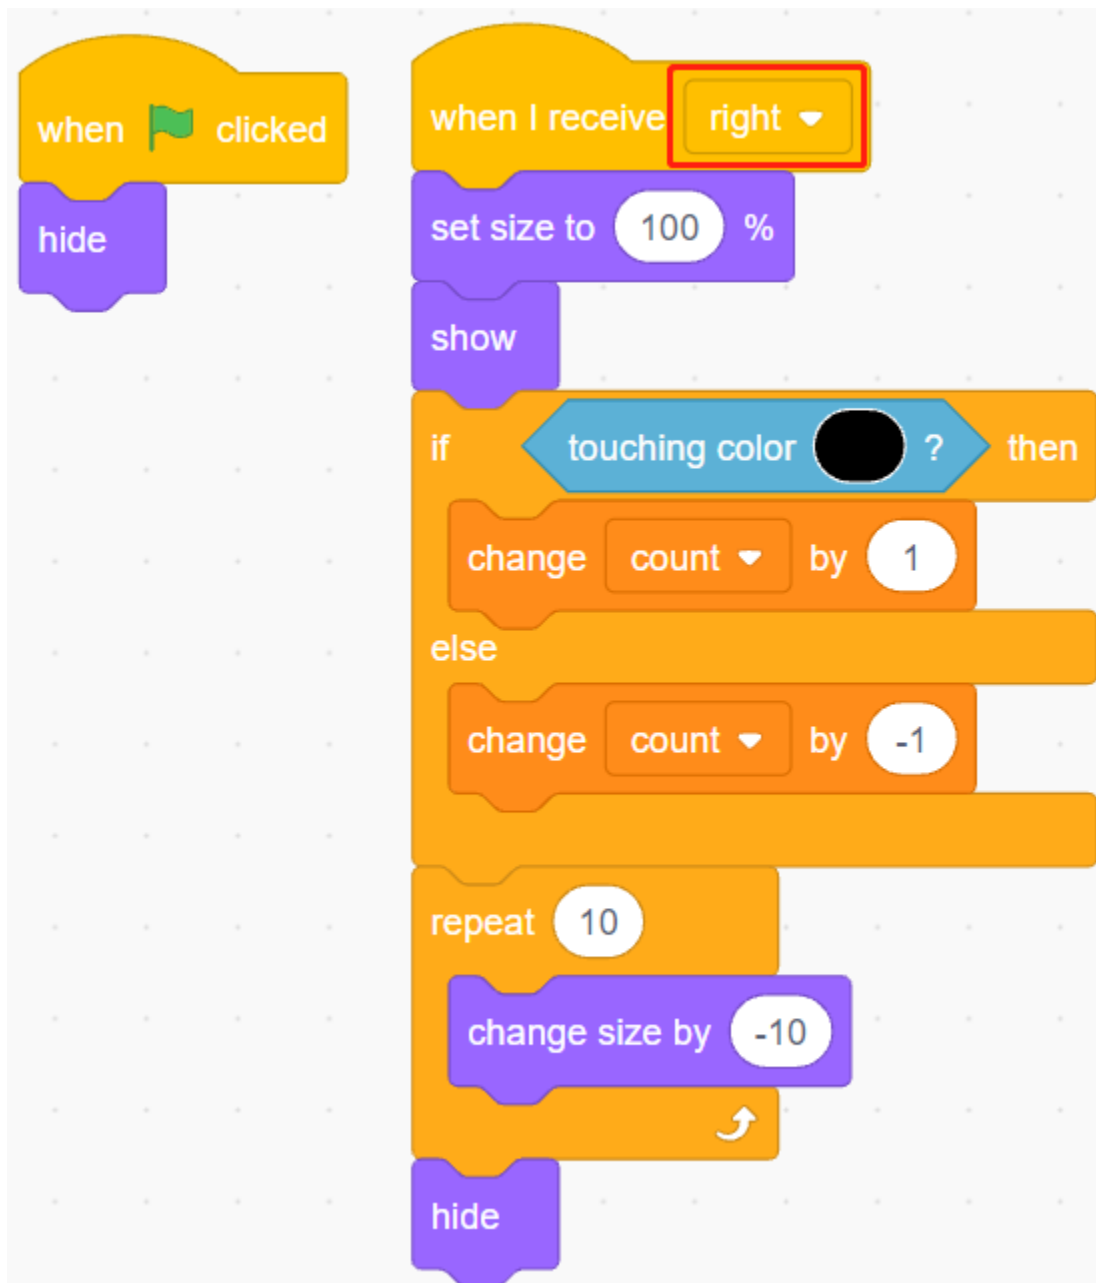 when clicked
hide
when I receive right
set size to 100 %
show
if touching color ? then
change count by 1
else
change count by -1
repeat 10
change size by -10
hide